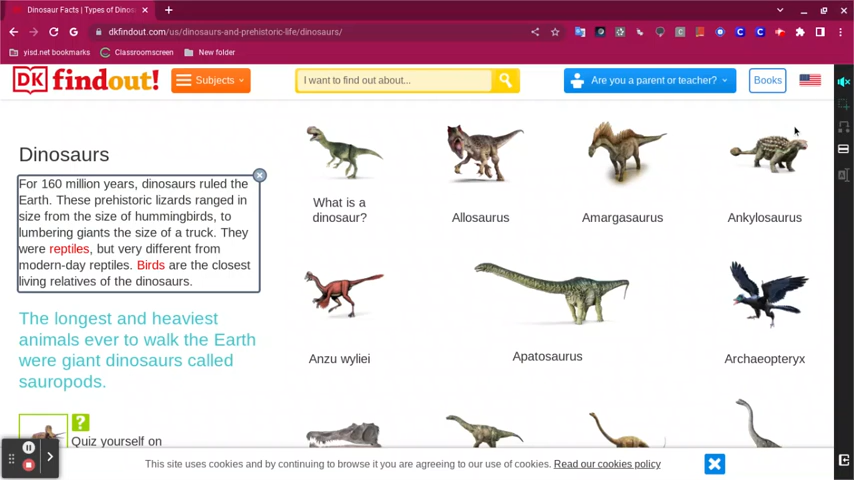 Dinosaur Facts | Types of Dinos
dkfindout.com/us/dinosaurs-and-prehistoric-life/dinosaurs/
yisd.net bookmarks
Classroomscreen
New folder
DK findout!
Subjects
I want to find out about...
Are you a parent or teacher?
Books
Dinosaurs
For 160 million years, dinosaurs ruled the
Earth. These prehistoric lizards ranged in
size from the size of hummingbirds, to
lumbering giants the size of a truck. They
were reptiles, but very different from
modern-day reptiles. Birds are the closest
living relatives of the dinosaurs.
The longest and heaviest
animals ever to walk the Earth
were giant dinosaurs called
sauropods.
?
Quiz yourself on
What is a
dinosaur?
Allosaurus
Amargasaurus
Ankylosaurus
Anzu wyliei
Apatosaurus
Archaeopteryx
This site uses cookies and by continuing to browse it you are agreeing to our use of cookies. Read our cookies policy